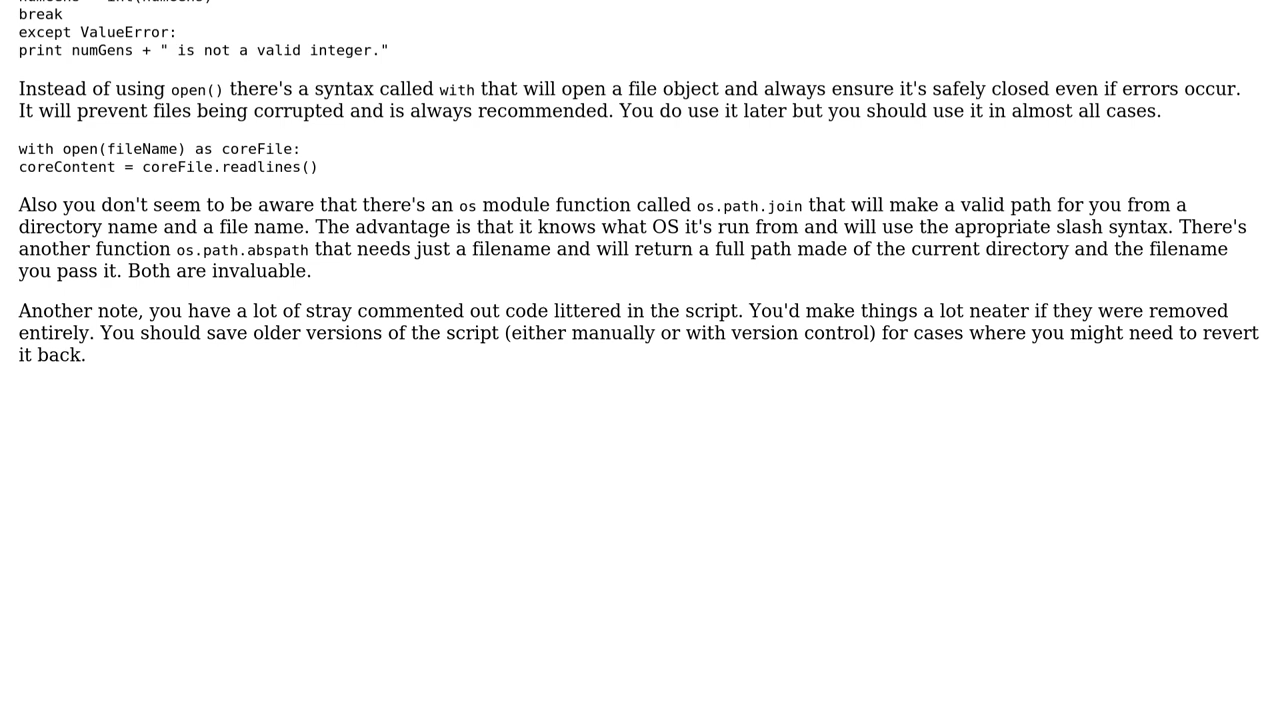 break
except ValueError:
print numGens + " is not a valid integer."
Instead of using open() there's a syntax called with that will open a file object and always ensure it's safely closed even if errors occur.
It will prevent files being corrupted and is always recommended. You do use it later but you should use it in almost all cases.
with open(fileName) as coreFile:
coreContent = coreFile.readlines()
Also you don't seem to be aware that there's an os module function called os.path.join that will make a valid path for you from a
directory name and a file name. The advantage is that it knows what OS it's run from and will use the apropriate slash syntax. There's
another function os.path.abspath that needs just a filename and will return a full path made of the current directory and the filename
you pass it. Both are invaluable.
Another note, you have a lot of stray commented out code littered in the script. You'd make things a lot neater if they were removed
entirely. You should save older versions of the script (either manually or with version control) for cases where you might need to revert
it back.